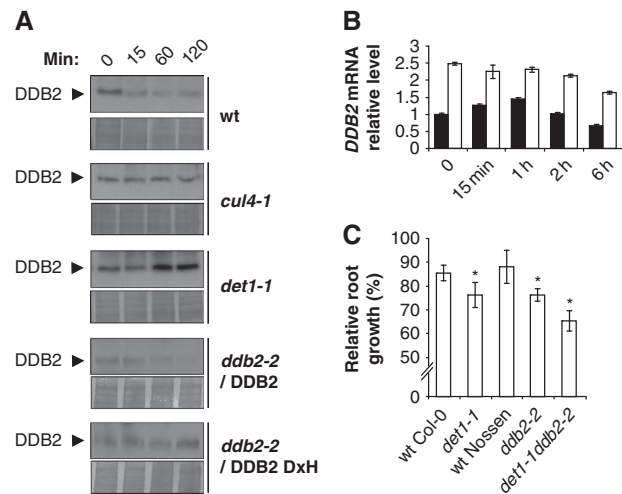 A
Min: 0 15 60 120
DDB2
wt
DDB2
cul4-1
DDB2
det1-1
DDB2
ddb2-2
/ DDB2
DDB2
ddb2-2
/ DDB2 DxH
B
DDB2 mRNA
relative level
3
2.5
2
1.5
1
0.5
0
0
15 min
1 h
2 h
6 h
C
Relative root
growth (%)
100
90
80
70
60
50
0
*
*
*
wt Col-0
det1-1
wt Nossen
ddb2-2
det1-1ddb2-2